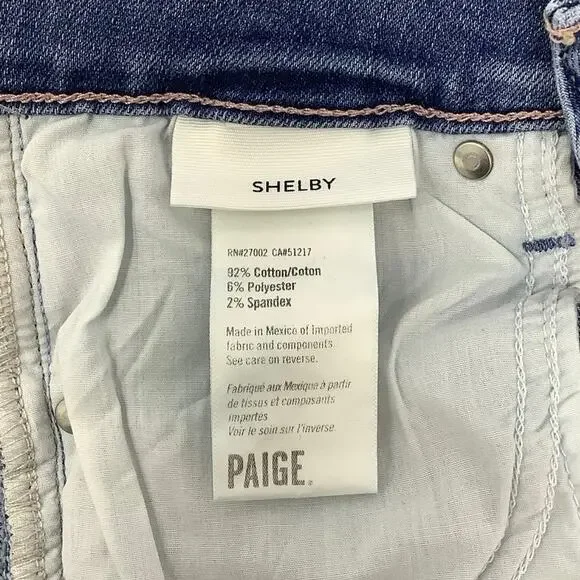 SHELBY
RN#27002 CA#51217
92% Cotton/Coton
6% Polyester
2% Spandex
Made in Mexico of imported
fabric and components.
See care on reverse.
Fabriqué aux Mexique à partir
de tissus et composants
importés
Voir le soin sur l'inverse.
PAIGE.